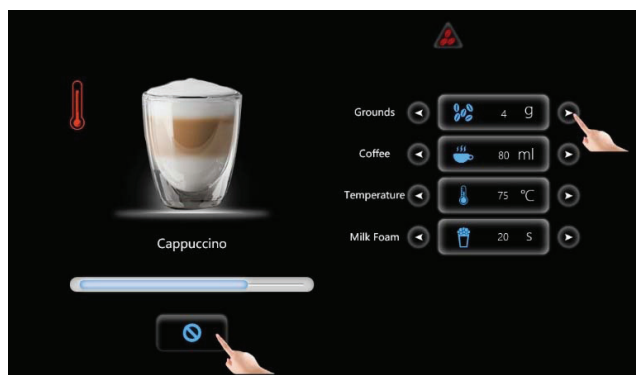 Grounds 4 g
Coffee 80 ml
Temperature 75 °C
Milk Foam 20 S
Cappuccino